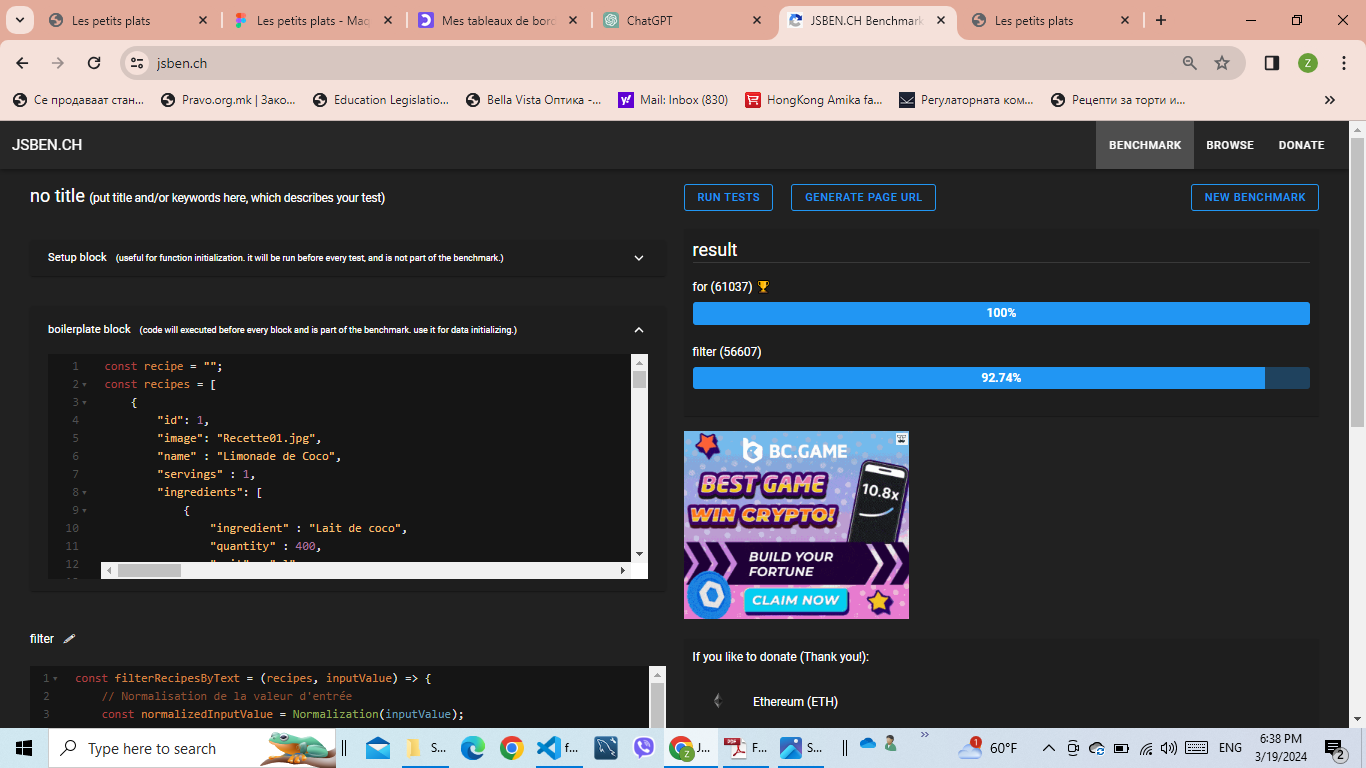 Les petits plats
Les petits plats - Maq
Mes tableaux de bord
ChatGPT
JSBEN.CH Benchmark
Les petits plats
jsben.ch
Z
Се продаваат стан...
Pravo.org.mk | Зако...
Education Legislatio...
Bella Vista Оптика -...
Mail: Inbox (830)
HongKong Amika fa...
Регулаторната ком...
Рецепти за торти и...
JSBEN.CH
BENCHMARK
BROWSE
DONATE
no title (put title and/or keywords here, which describes your test)
RUN TESTS
GENERATE PAGE URL
NEW BENCHMARK
Setup block (useful for function initialization. it will be run before every test, and is not part of the benchmark.)
boilerplate block (code will executed before every block and is part of the benchmark. use it for data initializing.)
1 const recipe = "";
2 const recipes = [
3 {
4 "id": 1,
5 "image": "Recette01.jpg",
6 "name" : "Limonade de Coco",
7 "servings" : 1,
8 "ingredients": [
9 {
10 "ingredient" : "Lait de coco",
11 "quantity" : 400,
12
filter
1 const filterRecipesByText = (recipes, inputValue) => {
2 // Normalisation de la valeur d'entrée
3 const normalizedInputValue = Normalization(inputValue);
result
for (61037)
100%
filter (56607)
92.74%
BC.GAME
BEST GAME
WIN CRYPTO!
10.8x
BUILD YOUR
FORTUNE
CLAIM NOW
If you like to donate (Thank you!):
Ethereum (ETH)
Type here to search
S...
f...
J...
F...
S...
1
60°F
ENG
6:38 PM
3/19/2024
2